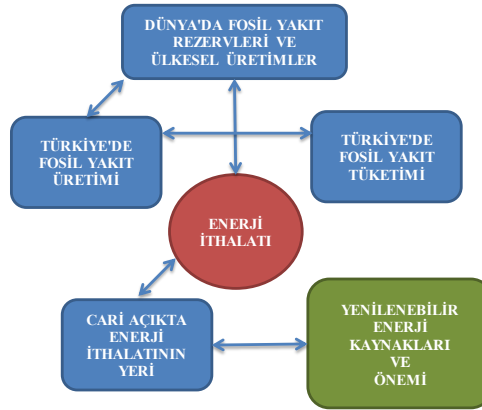 DÜNYA'DA FOSİL YAKIT
REZERVLERİ VE
ÜLKESEL ÜRETİMLER
TÜRKİYE'DE
FOSİL YAKIT
ÜRETİMİ
TÜRKİYE'DE
FOSİL YAKIT
TÜKETİMİ
ENERJİ
İTHALATI
CARİ AÇIKTA
ENERJİ
İTHALATININ
YERİ
YENİLENEBİLİR
ENERJİ
KAYNAKLARI
VE
ÖNEMİ